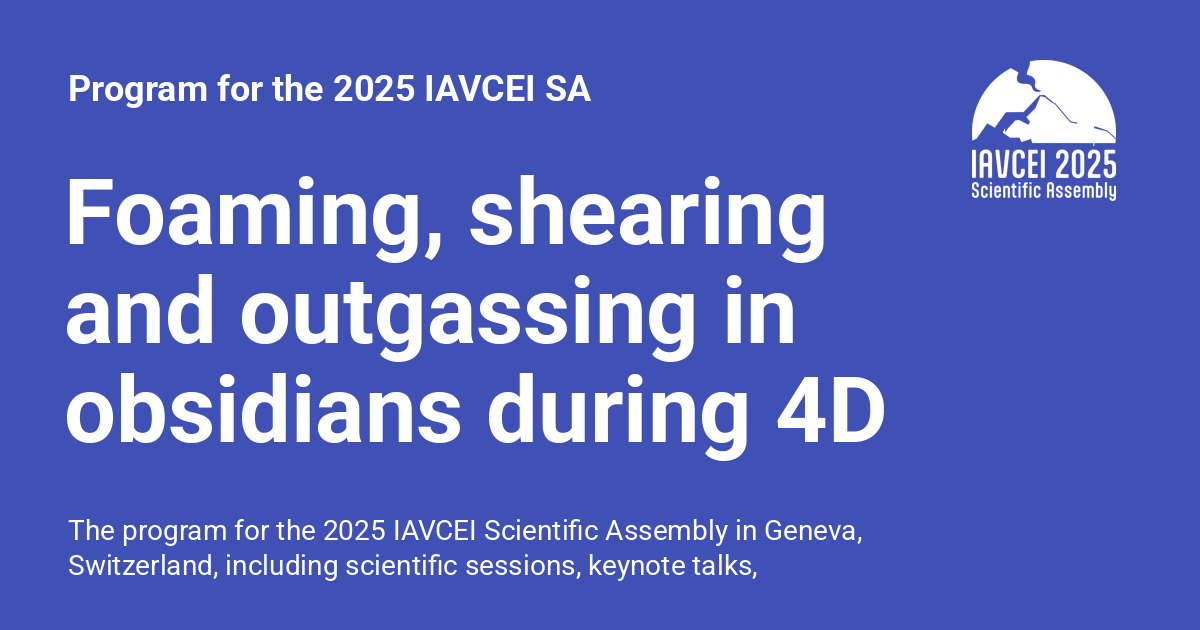 Program for the 2025 IAVCEI SA
IAVCEI 2025
Scientific Assembly
Foaming, shearing
and outgassing in
obsidians during 4D
The program for the 2025 IAVCEI Scientific Assembly in Geneva,
Switzerland, including scientific sessions, keynote talks,